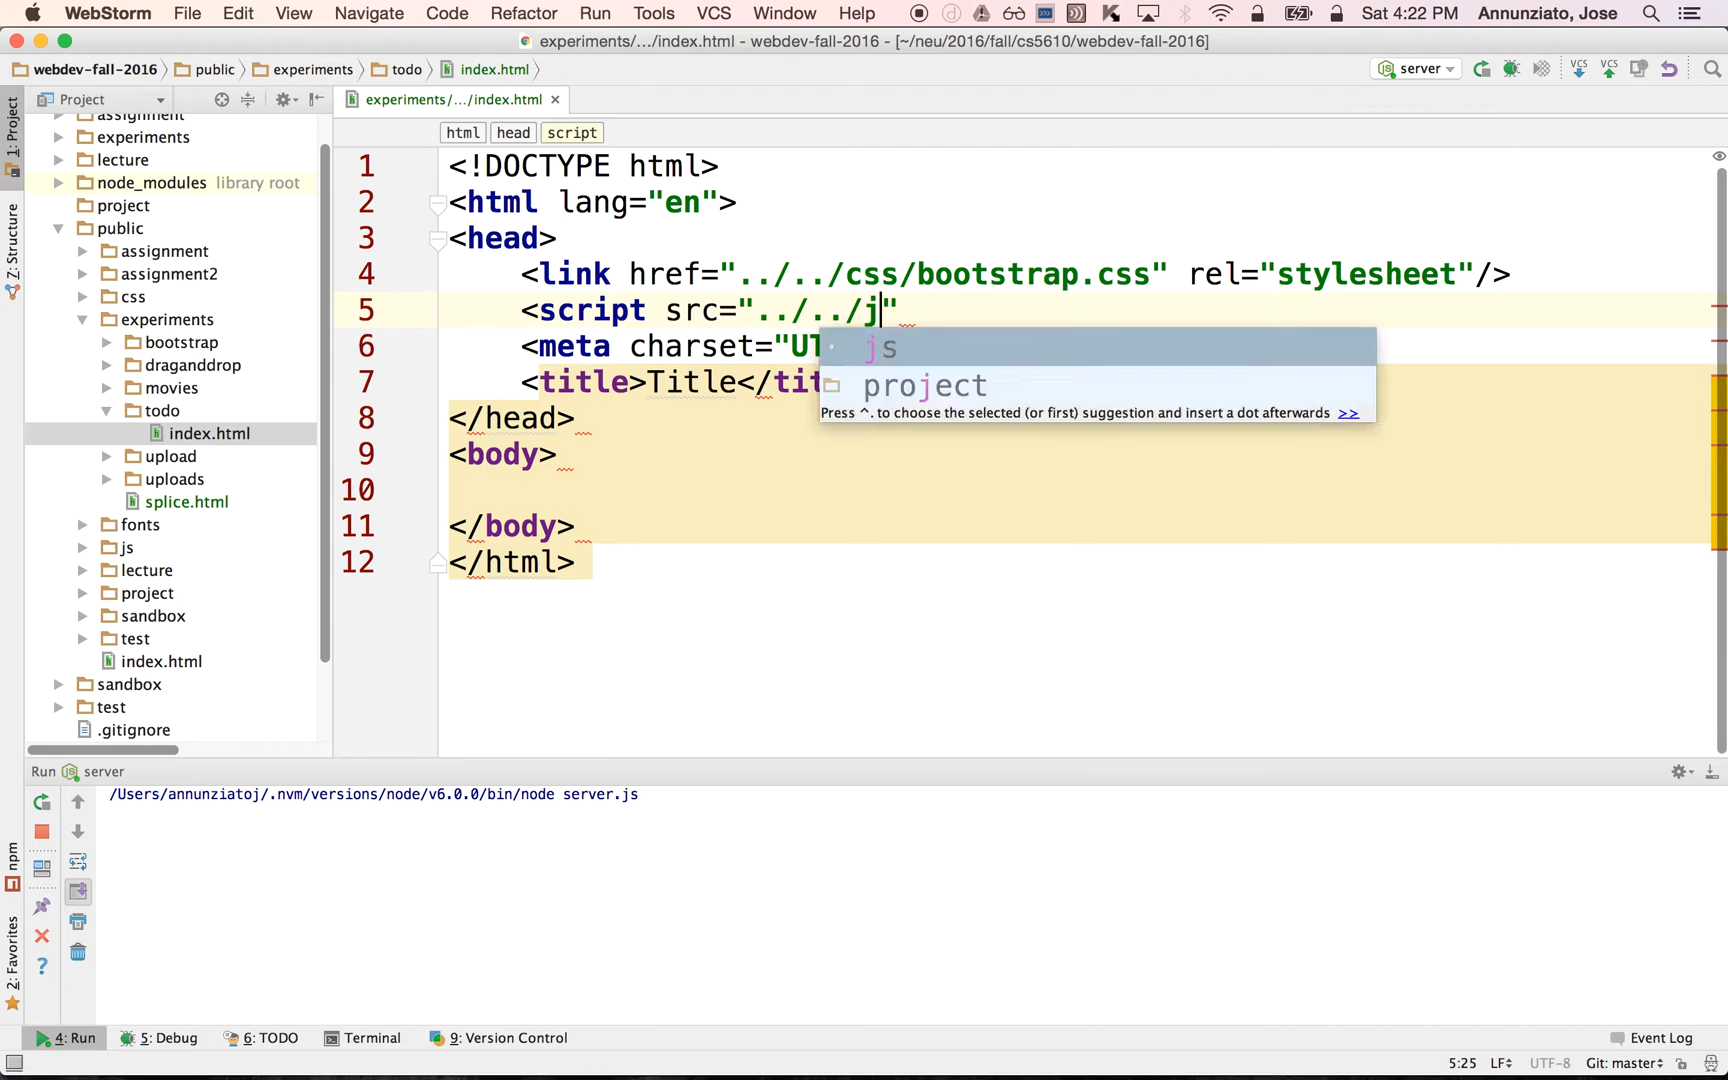 WebStorm File Edit View Navigate Code Refactor Run Tools VCS Window Help Sat 4:22 PM Annunziato, Jose
experiments/.../index.html - webdev-fall-2016 - [~/neu/2016/fall/cs5610/webdev-fall-2016]
webdev-fall-2016 public experiments todo index.html server VCS VCS
1: Project
Z: Structure
npm
2: Favorites
Project
assignment
experiments
lecture
node_modules library root
project
public
assignment
assignment2
css
experiments
bootstrap
draganddrop
movies
todo
index.html
upload
uploads
splice.html
fonts
js
lecture
project
sandbox
test
index.html
sandbox
test
.gitignore
experiments/.../index.html
html head script
1 <!DOCTYPE html>
2 <html lang="en">
3 <head>
4 <link href="../../css/bootstrap.css" rel="stylesheet"/>
5 <script src="../../j"
6 <meta charset="UT
7 <title>Title</tit
8 </head>
9 <body>
10
11 </body>
12 </html>
js
project
Press ^. to choose the selected (or first) suggestion and insert a dot afterwards >>
Run server
/Users/annunziatoj/.nvm/versions/node/v6.0.0/bin/node server.js
4: Run 5: Debug 6: TODO Terminal 9: Version Control Event Log
5:25 LF UTF-8 Git: master